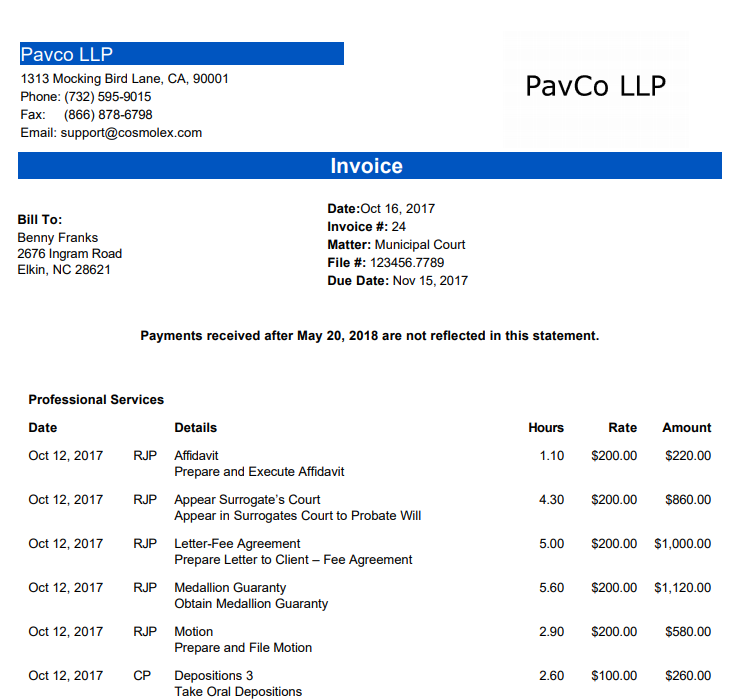 Pavco LLP
1313 Mocking Bird Lane, CA, 90001
Phone: (732) 595-9015
Fax: (866) 878-6798
Email: support@cosmolex.com
PavCo LLP
Invoice
Bill To:
Benny Franks
2676 Ingram Road
Elkin, NC 28621
Date:Oct 16, 2017
Invoice #: 24
Matter: Municipal Court
File #: 123456.7789
Due Date: Nov 15, 2017
Payments received after May 20, 2018 are not reflected in this statement.
Professional Services
Date Details Hours Rate Amount
Oct 12, 2017 RJP Affidavit 1.10 $200.00 $220.00
Prepare and Execute Affidavit
Oct 12, 2017 RJP Appear Surrogate's Court 4.30 $200.00 $860.00
Appear in Surrogates Court to Probate Will
Oct 12, 2017 RJP Letter-Fee Agreement 5.00 $200.00 $1,000.00
Prepare Letter to Client – Fee Agreement
Oct 12, 2017 RJP Medallion Guaranty 5.60 $200.00 $1,120.00
Obtain Medallion Guaranty
Oct 12, 2017 RJP Motion 2.90 $200.00 $580.00
Prepare and File Motion
Oct 12, 2017 CP Depositions 3 2.60 $100.00 $260.00
Take Oral Depositions